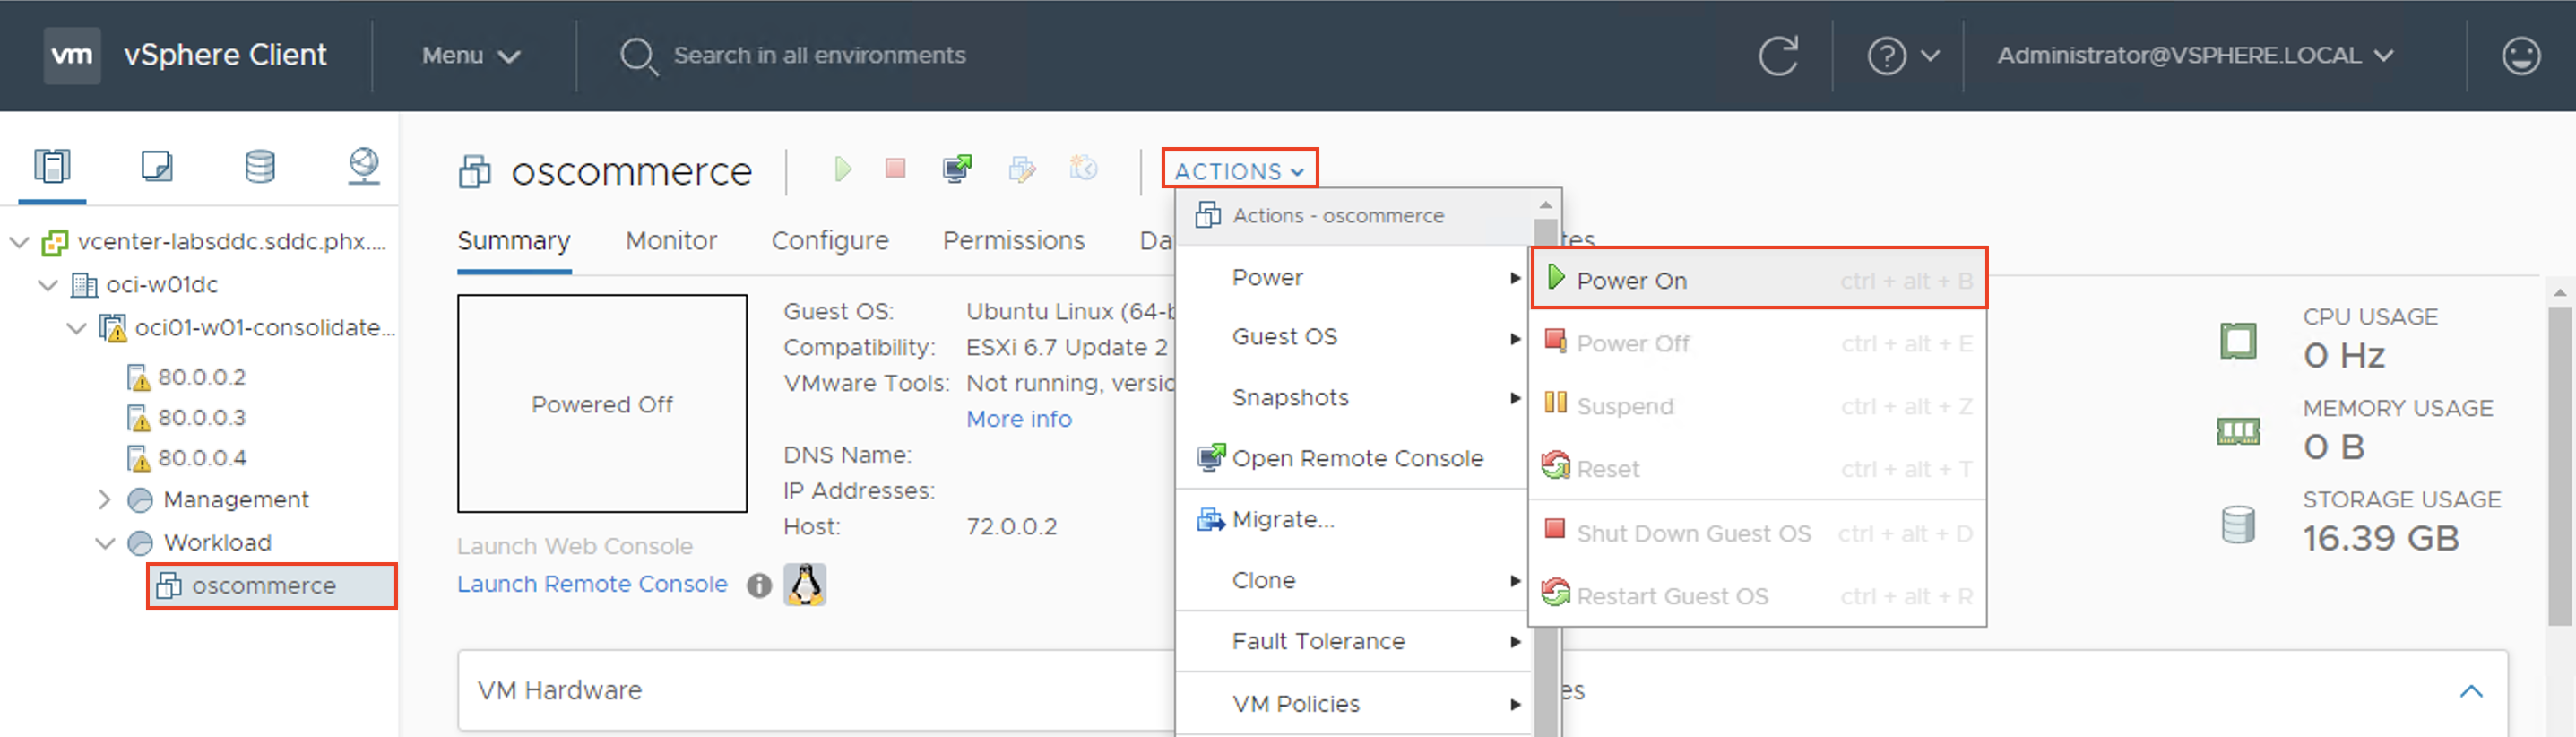 vm vSphere Client Menu Search in all environments Administrator@VSPHERE.LOCAL
oscommerce ACTIONS
Actions - oscommerce
vcenter-labsddc.sddc.phx....
oci-w01dc
oci01-w01-consolidate...
80.0.0.2
80.0.0.3
80.0.0.4
Management
Workload
oscommerce
Summary Monitor Configure Permissions Da tes
Powered Off
Guest OS: Ubuntu Linux (64-b
Compatibility: ESXi 6.7 Update 2
VMware Tools: Not running, versio
More info
DNS Name:
IP Addresses:
Host: 72.0.0.2
Launch Web Console
Launch Remote Console
VM Hardware
Power
Guest OS
Snapshots
Open Remote Console
Migrate...
Clone
Fault Tolerance
VM Policies
Power On ctrl + alt + B
Power Off ctrl + alt + E
Suspend ctrl + alt + Z
Reset ctrl + alt + T
Shut Down Guest OS ctrl + alt + D
Restart Guest OS ctrl + alt + R
es
CPU USAGE
0 Hz
MEMORY USAGE
0 B
STORAGE USAGE
16.39 GB